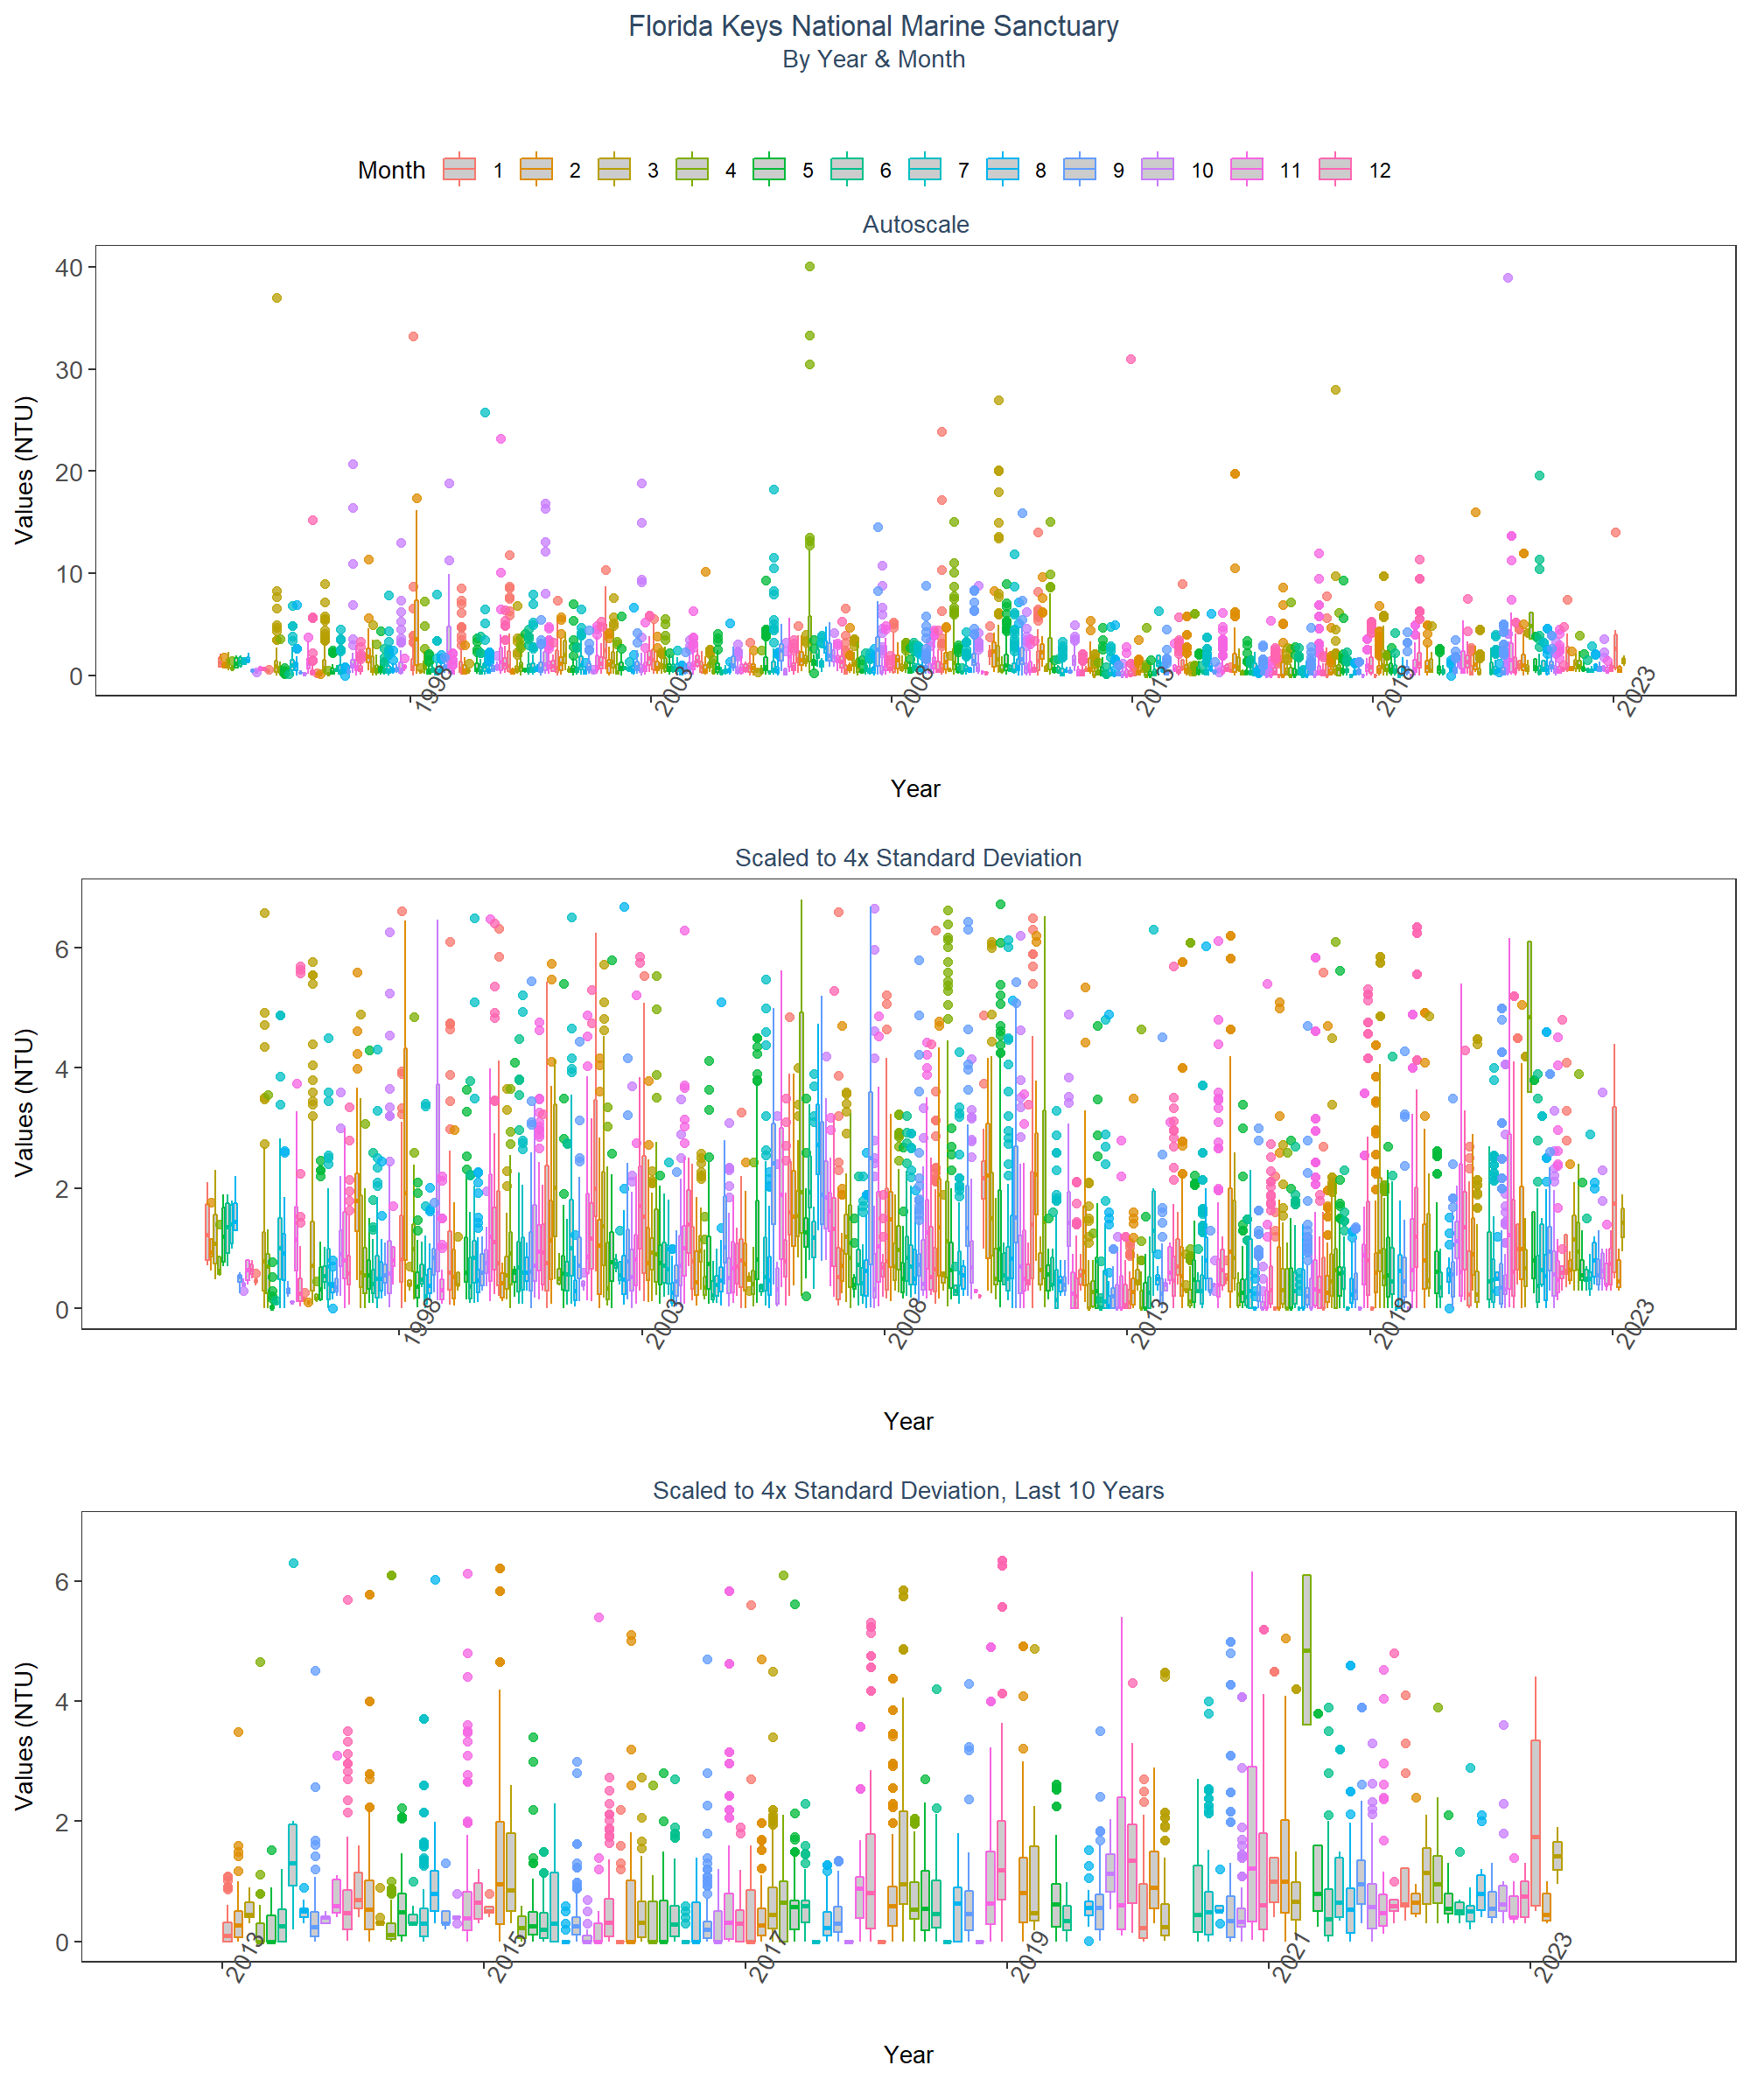 Florida Keys National Marine Sanctuary
By Year & Month
Month 1 2 3 4 5 6 7 8 9 10 11 12
Autoscale
Values (NTU)
40
30
20
10
0
1998 2003 2008 2013 2018 2023
Year
Scaled to 4x Standard Deviation
Values (NTU)
6
4
2
0
1998 2003 2008 2013 2018 2023
Year
Scaled to 4x Standard Deviation, Last 10 Years
Values (NTU)
6
4
2
0
2013 2015 2017 2019 2021 2023
Year